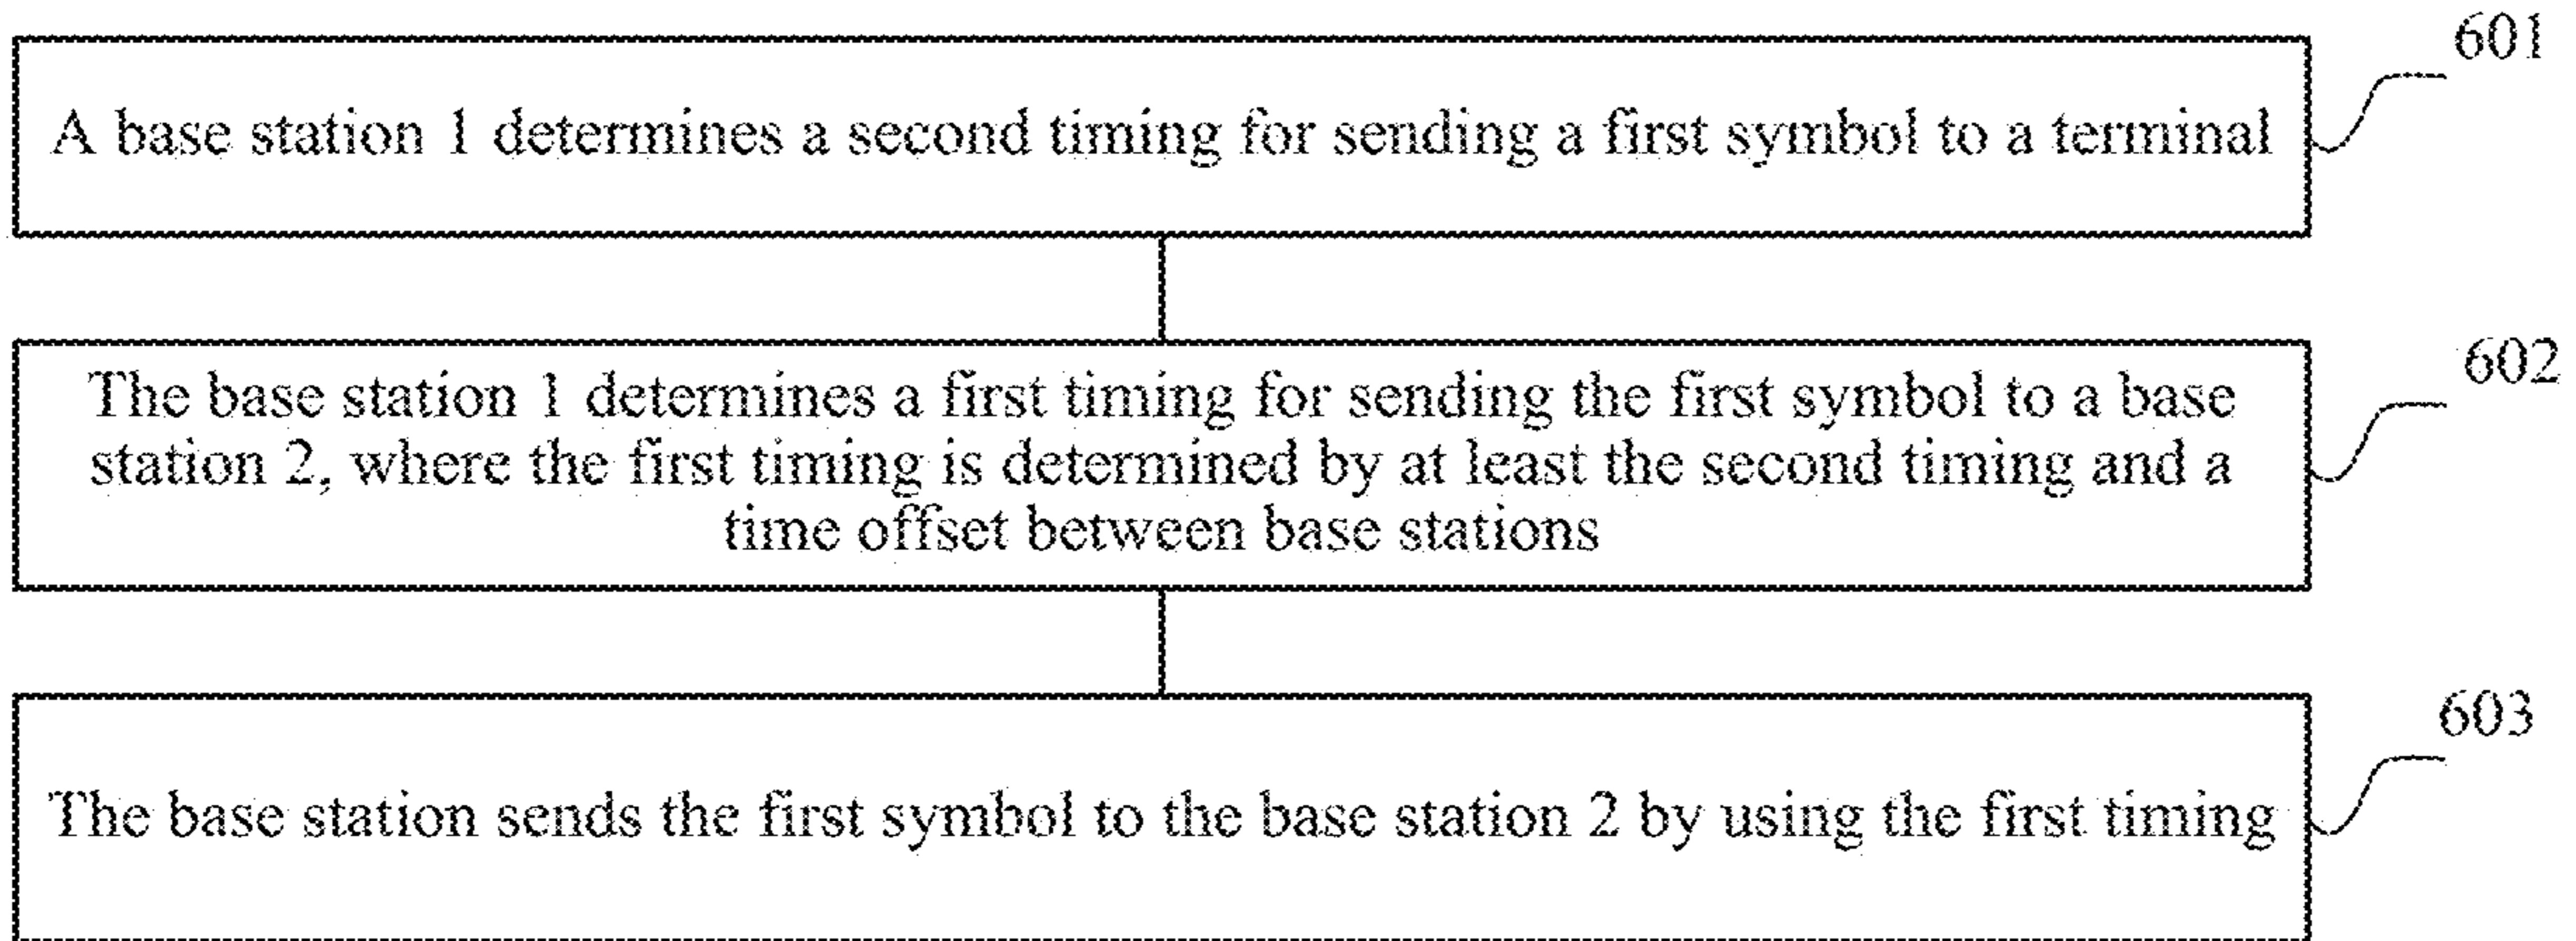 601
A base station 1 determines a second timing for sending a first symbol to a terminal
602
The base station 1 determines a first timing for sending the first symbol to a base
station 2, where the first timing is determined by at least the second timing and a
time offset between base stations
603
The base station sends the first symbol to the base station 2 by using the first timing